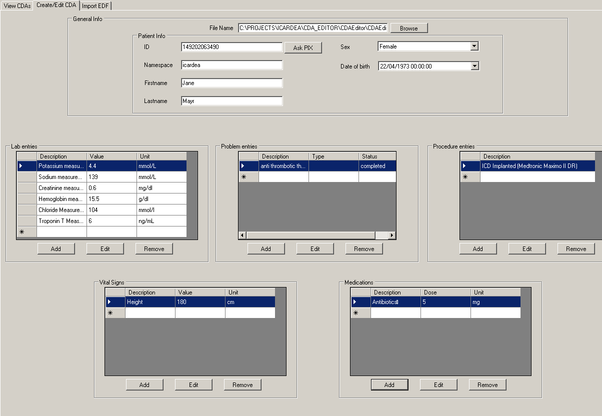 View CDAs Create/Edit CDA Import EDF
General Info
File Name C:\PROJECTS\ICARDEA\CDA_EDITOR\CDAEditor\CDAEdi Browse
Patient Info
ID 149202063490 Ask PIX Sex Female
Namespace icardea Date of birth 22/04/1973 00:00:00
Firstname Jane
Lastname
Lab entries Problem entries Procedure entries
Description Value Unit Description Type Status Description
Potassium measu... 4.4 mmol/L anti-thrombotic th... completed ICD Implanted (Medtronic Maximo II DR)
Sodium measure... 139 mmol/L
Creatinine measu... 0.6 mg/dl
Hemoglobin mea... 15.5 g/dl
Chloride Measure... 104 mmol/l
Troponin T Meas... 6 ng/mL
Add Edit Remove Add Edit Remove Add Edit Remove
Vital Signs Medications
Description Value Unit Description Dose Unit
Height 180 cm 5 mg
Add Edit Remove Add Edit Remove